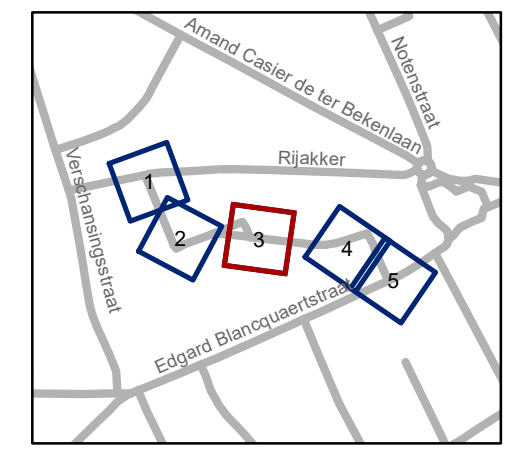 Amand Casier de ter Bekenlaan
Notenstraat
Rijakker
Verschansingsstraat
1
2
3
4
5
Edgard Blancquaertstraat